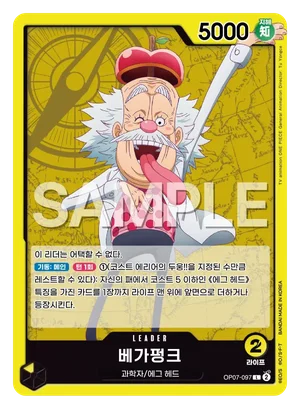 5000
지혜
知
SAMPLE
이 리더는 어택할 수 없다.
기동: 메인 턴 1회 ①(코스트 에리어의 두웅!!을 지정된 수만큼
레스트할 수 있다): 자신의 패에서 코스트 5 이하인 《에그 헤드》
특징을 가진 카드를 1장까지 라이프 맨 위에 앞면으로 더하거나,
등장시킨다.
LEADER
베가펑크
2
라이프
과학자/에그 헤드
OP07-097 L 2